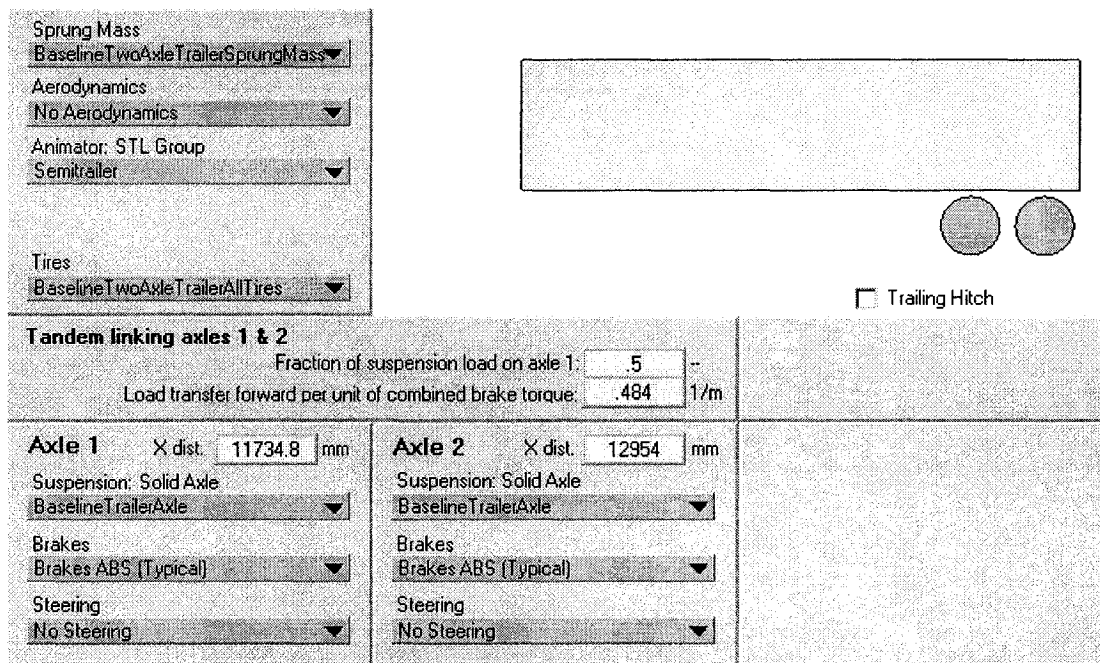 Sprung Mass
BaselineTwoAxleTrailerSprungMass
Aerodynamics
No Aerodynamics
Animator: STL Group
Semitrailer
Tires
BaselineTwoAxleTrailerAllTires
Trailing Hitch
Tandem linking axles 1 & 2
Fraction of suspension load on axle 1: .5 --
Load transfer forward per unit of combined brake torque: .484 1/m
Axle 1 X dist. 11734.8 mm
Suspension: Solid Axle
BaselineTrailerAxle
Brakes
Brakes ABS (Typical)
Steering
No Steering
Axle 2 X dist. 12954 mm
Suspension: Solid Axle
BaselineTrailerAxle
Brakes
Brakes ABS (Typical)
Steering
No Steering